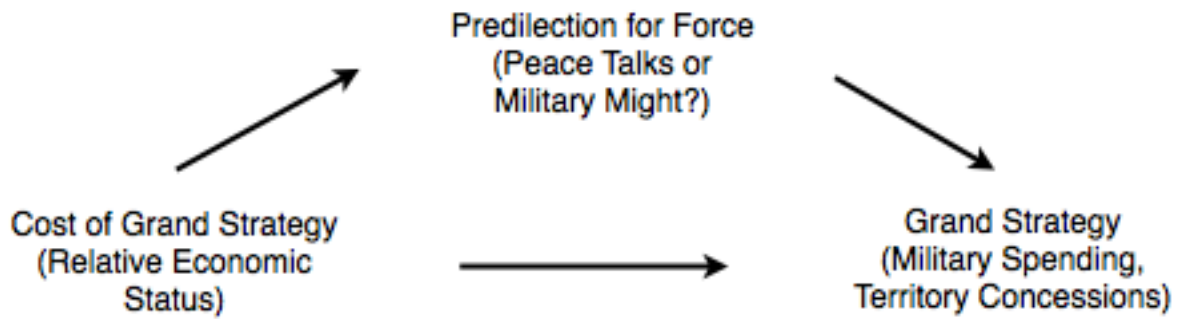 Predilection for Force
(Peace Talks or
Military Might?)
Cost of Grand Strategy
(Relative Economic
Status)
Grand Strategy
(Military Spending,
Territory Concessions)